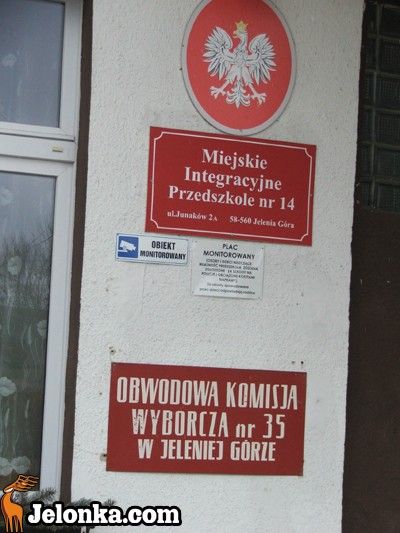 Miejskie
Integracyjne
Przedszkole nr 14
ul.Junaków 2A 58-560 Jelenia Góra
OBIEKT
MONITOROWANY
PLAC
MONITOROWANY
OBWODOWA KOMISJA
WYBORCZA nr 35
W JELENIEJ GÓRZE
Jelonka.com